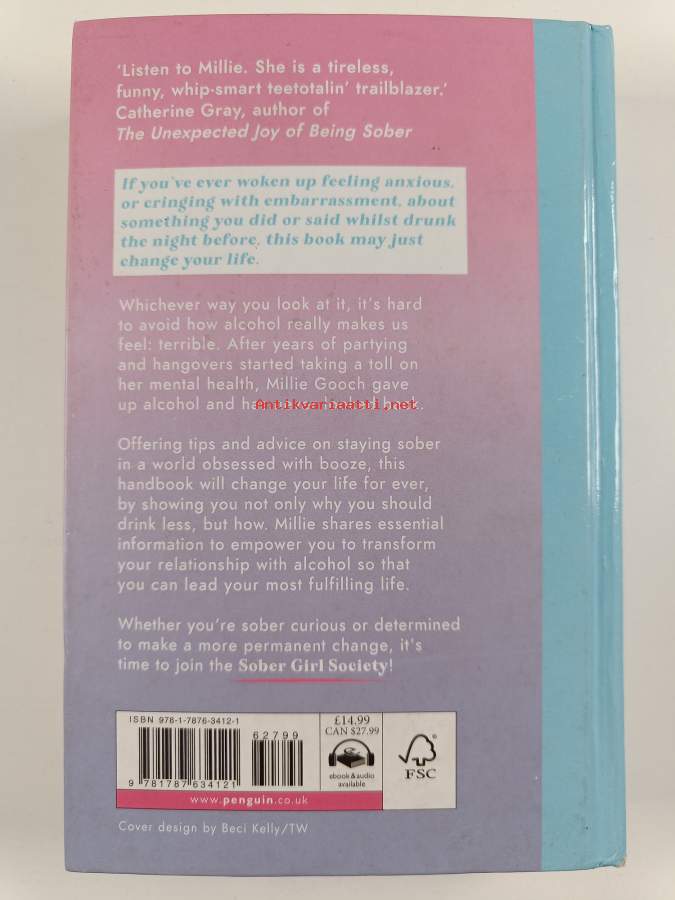 ‘Listen to Millie. She is a tireless,
funny, whip-smart teetotalin’ trailblazer.’
Catherine Gray, author of
The Unexpected Joy of Being Sober
If you’ve ever woken up feeling anxious,
or cringing with embarrassment, about
something you did or said whilst drunk
the night before, this book may just
change your life.
Whichever way you look at it, it’s hard
to avoid how alcohol really makes us
feel: terrible. After years of partying
and hangovers started taking a toll on
her mental health, Millie Gooch gave
up alcohol and
Antikvariaatti.net
Offering tips and advice on staying sober
in a world obsessed with booze, this
handbook will change your life for ever,
by showing you not only why you should
drink less, but how. Millie shares essential
information to empower you to transform
your relationship with alcohol so that
you can lead your most fulfilling life.
Whether you’re sober curious or determined
to make a more permanent change, it’s
time to join the Sober Girl Society!
ISBN 978-1-7876-3412-1
62799
9 781787 634121
£14.99
CAN $27.99
ebook & audio
available
FSC
www.penguin.co.uk
Cover design by Beci Kelly/TW